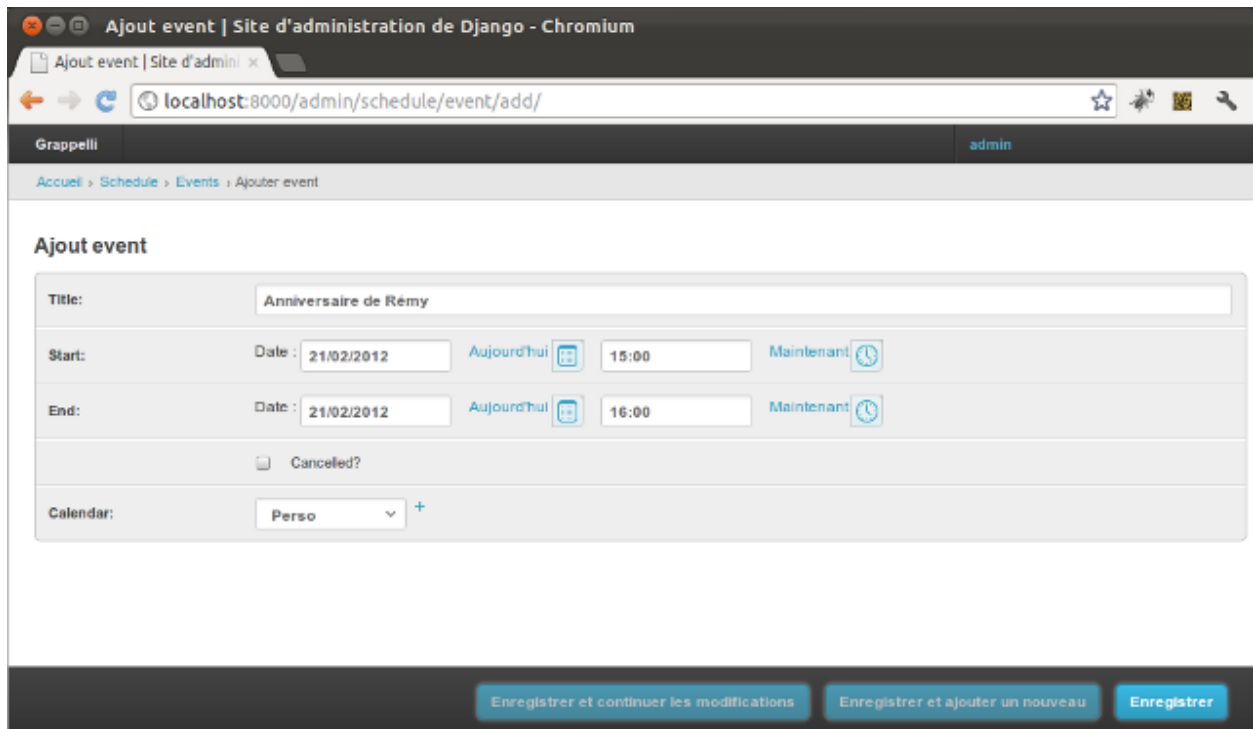 Ajout event | Site d'administration de Django - Chromium
Ajout event | Site d'admini
localhost:8000/admin/schedule/event/add/
Grappelli admin
Accueil › Schedule › Events › Ajouter event
Ajout event
Title: Anniversaire de Rémy
Start: Date : 21/02/2012 Aujourd'hui 15:00 Maintenant
End: Date : 21/02/2012 Aujourd'hui 16:00 Maintenant
Cancelled?
Calendar: Perso +
Enregistrer et continuer les modifications Enregistrer et ajouter un nouveau Enregistrer